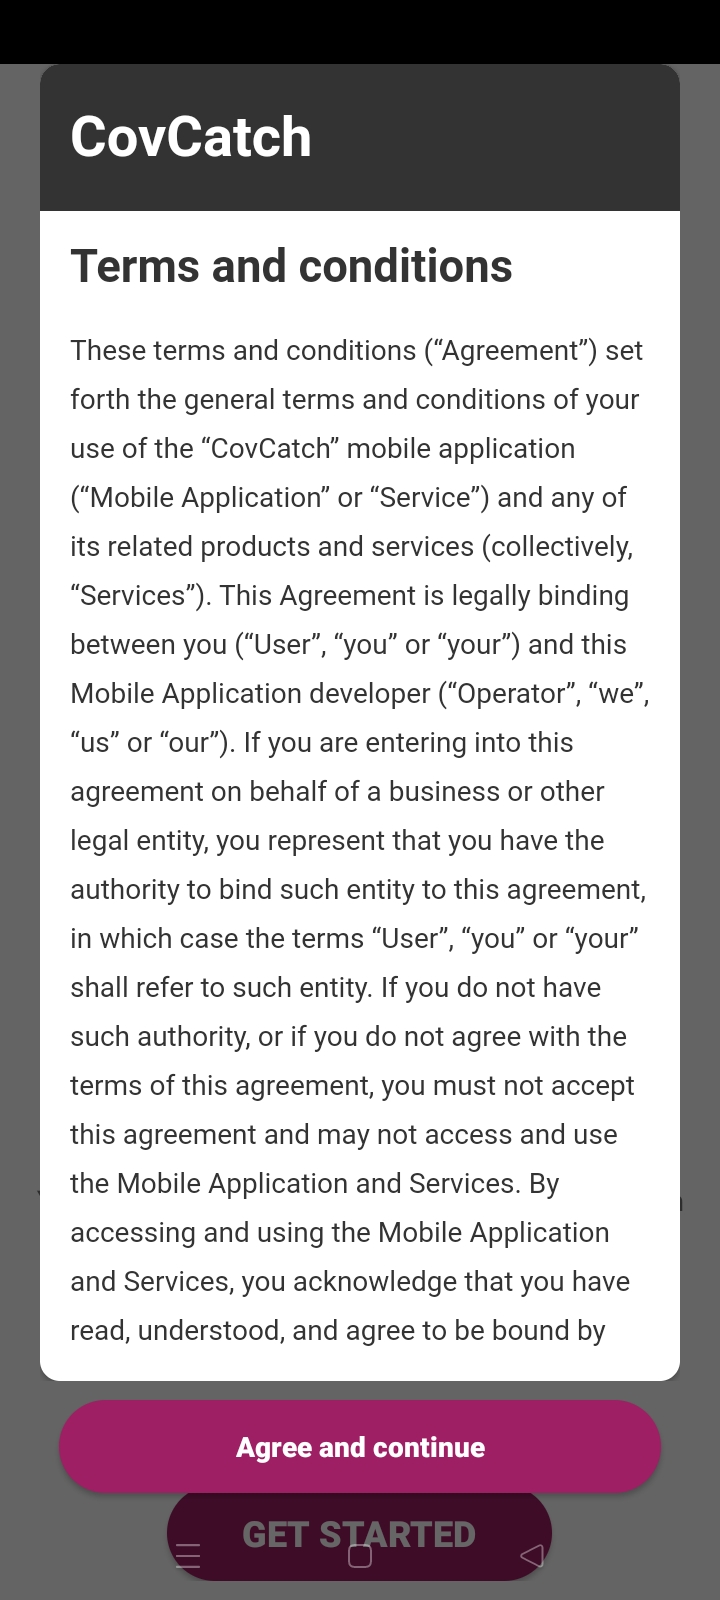 CovCatch
Terms and conditions
These terms and conditions (“Agreement”) set
forth the general terms and conditions of your
use of the “CovCatch” mobile application
(“Mobile Application” or “Service”) and any of
its related products and services (collectively,
“Services”). This Agreement is legally binding
between you (“User”, “you” or “your”) and this
Mobile Application developer (“Operator”, “we”,
“us” or “our”). If you are entering into this
agreement on behalf of a business or other
legal entity, you represent that you have the
authority to bind such entity to this agreement,
in which case the terms “User”, “you” or “your”
shall refer to such entity. If you do not have
such authority, or if you do not agree with the
terms of this agreement, you must not accept
this agreement and may not access and use
the Mobile Application and Services. By
accessing and using the Mobile Application
and Services, you acknowledge that you have
read, understood, and agree to be bound by
Agree and continue
GET STARTED